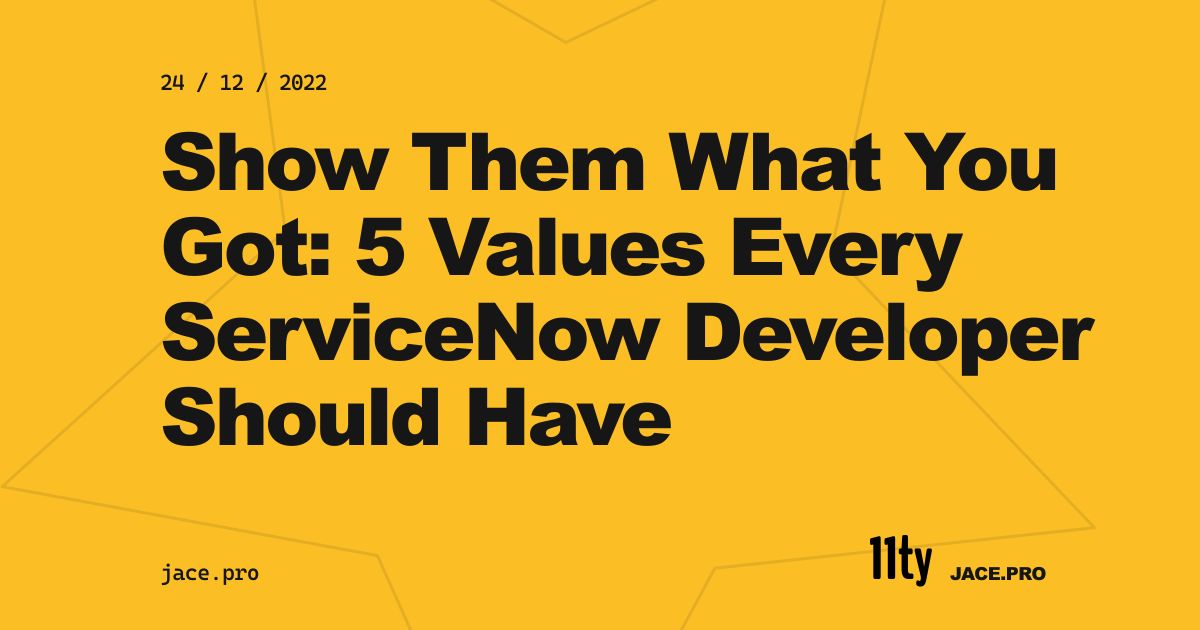 24 / 12 / 2022
Show Them What You
Got: 5 Values Every
ServiceNow Developer
Should Have
jace.pro
11ty JACE.PRO